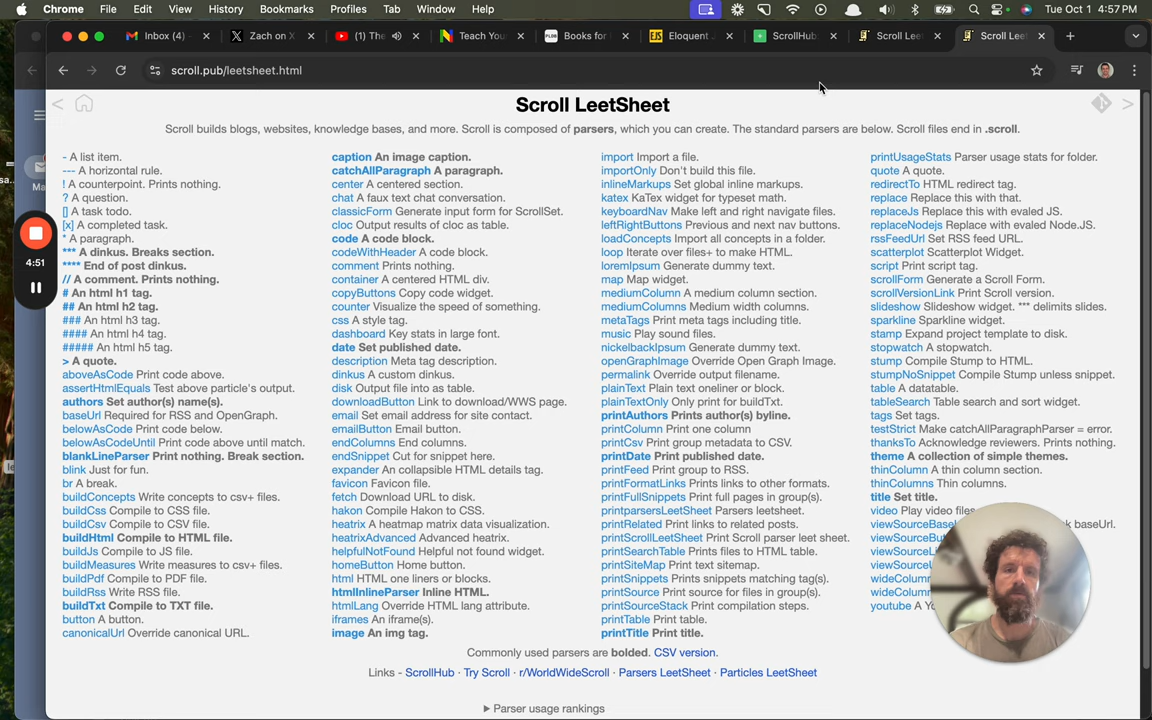 Chrome File Edit View History Bookmarks Profiles Tab Window Help Tue Oct 1 4:57 PM
Inbox (4) - Zach on X (1) The Teach You Books for Eloquent J ScrollHub: Scroll Lee Scroll Leet
scroll.pub/leetsheet.html
Scroll LeetSheet
Scroll builds blogs, websites, knowledge bases, and more. Scroll is composed of parsers, which you can create. The standard parsers are below. Scroll files end in .scroll.
- A list item.
--- A horizontal rule.
! A counterpoint. Prints nothing.
? A question.
[] A task todo.
[x] A completed task.
* A paragraph.
*** A dinkus. Breaks section.
**** End of post dinkus.
// A comment. Prints nothing.
# An html h1 tag.
## An html h2 tag.
### An html h3 tag.
#### An html h4 tag.
##### An html h5 tag.
> A quote.
aboveAsCode Print code above.
assertHtmlEquals Test above particle's output.
authors Set author(s) name(s).
baseUrl Required for RSS and OpenGraph.
belowAsCode Print code below.
belowAsCodeUntil Print code above until match.
blankLineParser Print nothing. Break section.
blink Just for fun.
br A break.
buildConcepts Write concepts to csv+ files.
buildCss Compile to CSS file.
buildCsv Compile to CSV file.
buildHtml Compile to HTML file.
buildJs Compile to JS file.
buildMeasures Write measures to csv+ files.
buildPdf Compile to PDF file.
buildRss Write RSS file.
buildTxt Compile to TXT file.
button A button.
canonicalUrl Override canonical URL.
caption An image caption.
catchAllParagraph A paragraph.
center A centered section.
chat A faux text chat conversation.
classicForm Generate input form for ScrollSet.
cloc Output results of cloc as table.
code A code block.
codeWithHeader A code block.
comment Prints nothing.
container A centered HTML div.
copyButtons Copy code widget.
counter Visualize the speed of something.
css A style tag.
dashboard Key stats in large font.
date Set published date.
description Meta tag description.
dinkus A custom dinkus.
disk Output file into as table.
downloadButton Link to download/WWS page.
email Set email address for site contact.
emailButton Email button.
endColumns End columns.
endSnippet Cut for snippet here.
expander An collapsible HTML details tag.
favicon Favicon file.
fetch Download URL to disk.
hakon Compile Hakon to CSS.
heatrix A heatmap matrix data visualization.
heatrixAdvanced Advanced heatrix.
helpfulNotFound Helpful not found widget.
homeButton Home button.
html HTML one liners or blocks.
htmlInlineParser Inline HTML.
htmlLang Override HTML lang attribute.
iframes An iframe(s).
image An img tag.
import Import a file.
importOnly Don't build this file.
inlineMarkups Set global inline markups.
katex KaTex widget for typeset math.
keyboardNav Make left and right navigate files.
leftRightButtons Previous and next nav buttons.
loadConcepts Import all concepts in a folder.
loop Iterate over files+ to make HTML.
loremIpsum Generate dummy text.
map Map widget.
mediumColumn A medium column section.
mediumColumns Medium width columns.
metaTags Print meta tags including title.
music Play sound files.
nickelbackIpsum Generate dummy text.
openGraphImage Override Open Graph Image.
permalink Override output filename.
plainText Plain text oneliner or block.
plainTextOnly Only print for buildTxt.
printAuthors Prints author(s) byline.
printColumn Print one column
printCsv Print group metadata to CSV.
printDate Print published date.
printFeed Print group to RSS.
printFormatLinks Prints links to other formats.
printFullSnippets Print full pages in group(s).
printparsersLeetSheet Parsers leetsheet.
printRelated Print links to related posts.
printScrollLeetSheet Print Scroll parser leet sheet.
printSearchTable Prints files to HTML table.
printSiteMap Print text sitemap.
printSnippets Prints snippets matching tag(s).
printSource Print source for files in group(s).
printSourceStack Print compilation steps.
printTable Print table.
printTitle Print title.
printUsageStats Parser usage stats for folder.
quote A quote.
redirectTo HTML redirect tag.
replace Replace this with that.
replaceJs Replace this with evaled JS.
replaceNodejs Replace with evaled Node.JS.
rssFeedUrl Set RSS feed URL.
scatterplot Scatterplot Widget.
script Print script tag.
scrollForm Generate a Scroll Form.
scrollVersionLink Print Scroll version.
slideshow Slideshow widget. *** delimits slides.
sparkline Sparkline widget.
stamp Expand project template to disk.
stopwatch A stopwatch.
stump Compile Stump to HTML.
stumpNoSnippet Compile Stump unless snippet.
table A datatable.
tableSearch Table search and sort widget.
tags Set tags.
testStrict Make catchAllParagraphParser = error.
thanksTo Acknowledge reviewers. Prints nothing.
theme A collection of simple themes.
thinColumn A thin column section.
thinColumns Thin columns.
title Set title.
video Play video files
viewSourceBase k baseUrl.
viewSourceBu
viewSourceL
viewSourceU
wideColumn
wideColumn
youtube A Yo
Commonly used parsers are bolded. CSV version.
Links - ScrollHub · Try Scroll · r/WorldWideScroll · Parsers LeetSheet · Particles LeetSheet
Parser usage rankings
4:51
Ma